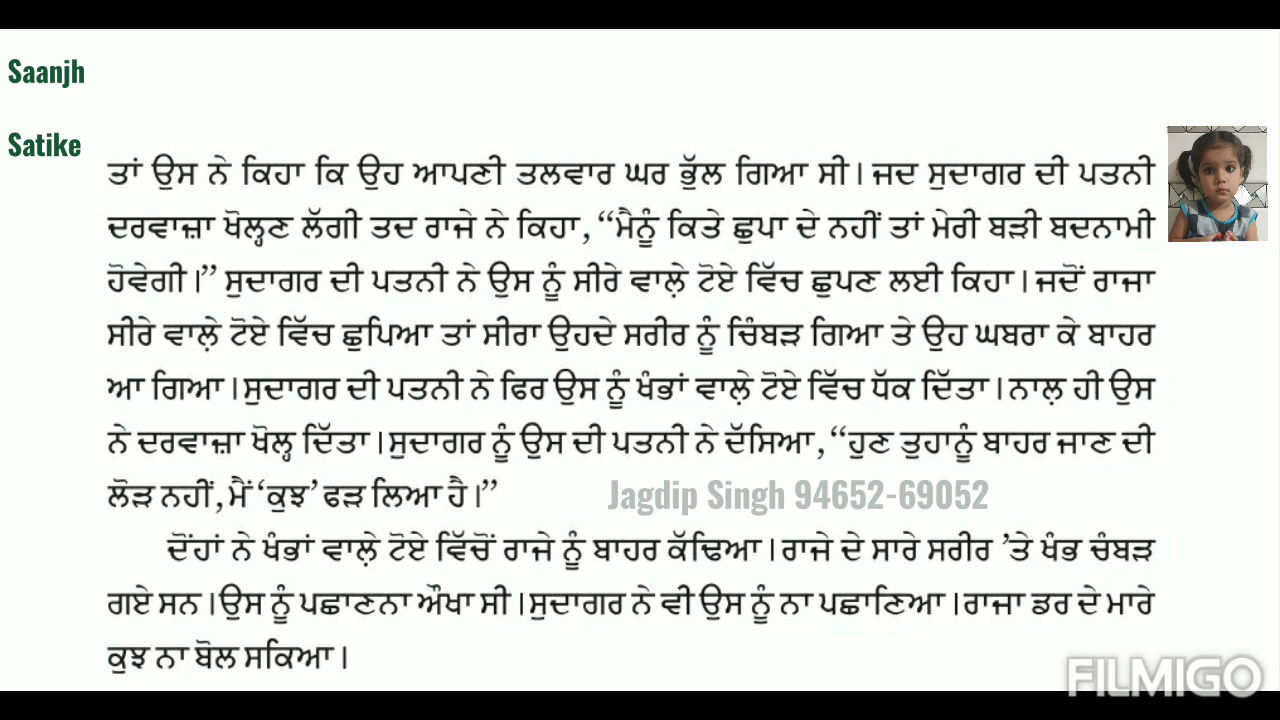 Saanjh
Satike
ਤਾਂ ਉਸ ਨੇ ਕਿਹਾ ਕਿ ਉਹ ਆਪਣੀ ਤਲਵਾਰ ਘਰ ਭੁੱਲ ਗਿਆ ਸੀ। ਜਦ ਸੁਦਾਗਰ ਦੀ ਪਤਨੀ
ਦਰਵਾਜ਼ਾ ਖੋਲ੍ਹਣ ਲੱਗੀ ਤਦ ਰਾਜੇ ਨੇ ਕਿਹਾ, “ਮੈਨੂੰ ਕਿਤੇ ਛੁਪਾ ਦੇ ਨਹੀਂ ਤਾਂ ਮੇਰੀ ਬੜੀ ਬਦਨਾਮੀ
ਹੋਵੇਗੀ।” ਸੁਦਾਗਰ ਦੀ ਪਤਨੀ ਨੇ ਉਸ ਨੂੰ ਸੀਰੇ ਵਾਲ਼ੇ ਟੋਏ ਵਿੱਚ ਛੁਪਣ ਲਈ ਕਿਹਾ। ਜਦੋਂ ਰਾਜਾ
ਸੀਰੇ ਵਾਲ਼ੇ ਟੋਏ ਵਿੱਚ ਛੁਪਿਆ ਤਾਂ ਸੀਰਾ ਉਹਦੇ ਸਰੀਰ ਨੂੰ ਚਿੰਬੜ ਗਿਆ ਤੇ ਉਹ ਘਬਰਾ ਕੇ ਬਾਹਰ
ਆ ਗਿਆ। ਸੁਦਾਗਰ ਦੀ ਪਤਨੀ ਨੇ ਫਿਰ ਉਸ ਨੂੰ ਖੰਭਾਂ ਵਾਲ਼ੇ ਟੋਏ ਵਿੱਚ ਧੱਕ ਦਿੱਤਾ। ਨਾਲ਼ ਹੀ ਉਸ
ਨੇ ਦਰਵਾਜ਼ਾ ਖੋਲ੍ਹ ਦਿੱਤਾ। ਸੁਦਾਗਰ ਨੂੰ ਉਸ ਦੀ ਪਤਨੀ ਨੇ ਦੱਸਿਆ, “ਹੁਣ ਤੁਹਾਨੂੰ ਬਾਹਰ ਜਾਣ ਦੀ
ਲੋੜ ਨਹੀਂ, ਮੈਂ ‘ਕੁਝ’ ਫੜ ਲਿਆ ਹੈ।”
Jagdip Singh 94652-69052
ਦੋਂਹਾਂ ਨੇ ਖੰਭਾਂ ਵਾਲ਼ੇ ਟੋਏ ਵਿੱਚੋਂ ਰਾਜੇ ਨੂੰ ਬਾਹਰ ਕੱਢਿਆ। ਰਾਜੇ ਦੇ ਸਾਰੇ ਸਰੀਰ ’ਤੇ ਖੰਭ ਚੰਬੜ
ਗਏ ਸਨ। ਉਸ ਨੂੰ ਪਛਾਣਨਾ ਔਖਾ ਸੀ। ਸੁਦਾਗਰ ਨੇ ਵੀ ਉਸ ਨੂੰ ਨਾ ਪਛਾਣਿਆ। ਰਾਜਾ ਡਰ ਦੇ ਮਾਰੇ
ਕੁਝ ਨਾ ਬੋਲ ਸਕਿਆ।
FILMIGO